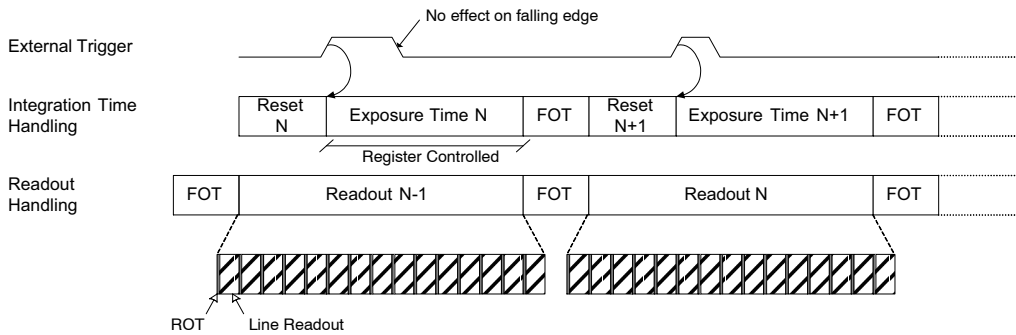 No effect on falling edge
External Trigger
Integration Time
Handling
Reset
N
Exposure Time N
FOT
Reset
N+1
Exposure Time N+1
FOT
Register Controlled
Readout
Handling
FOT
Readout N-1
FOT
Readout N
FOT
ROT
Line Readout